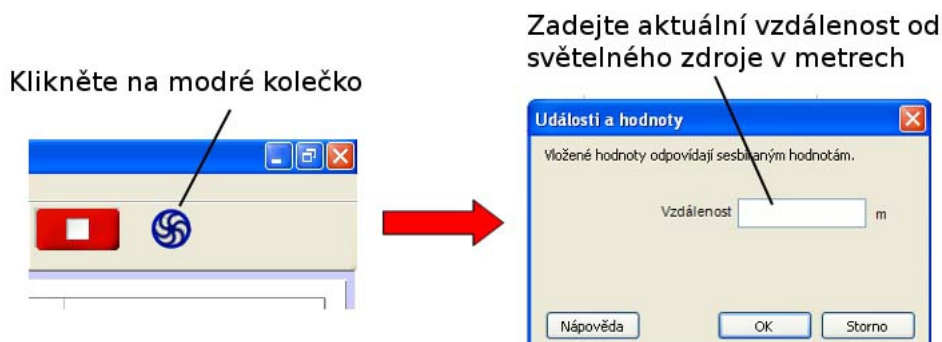 Klikněte na modré kolečko
Zadejte aktuální vzdálenost od
světelného zdroje v metrech
Události a hodnoty
Vložené hodnoty odpovídají sesbíraným hodnotám.
Vzdálenost m
Nápověda OK Storno